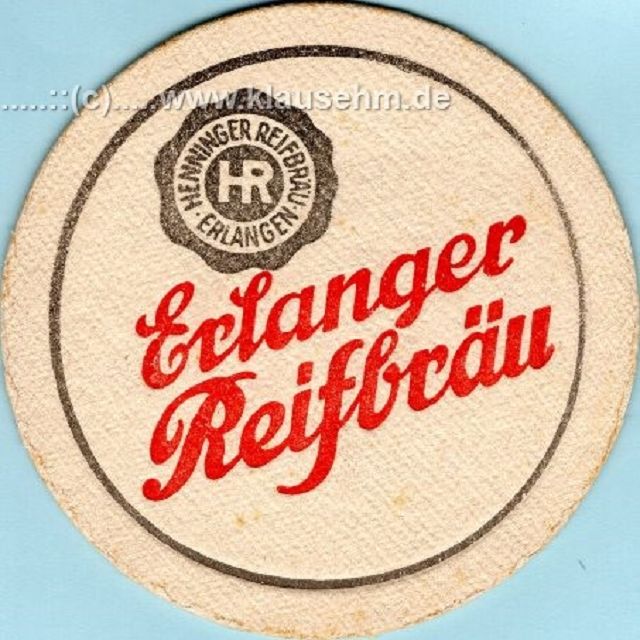 .....::(c)....www.klausehm.de
HENNINGER REIFBRÄU
HR
· ERLANGEN ·
Erlanger
Reifbräu